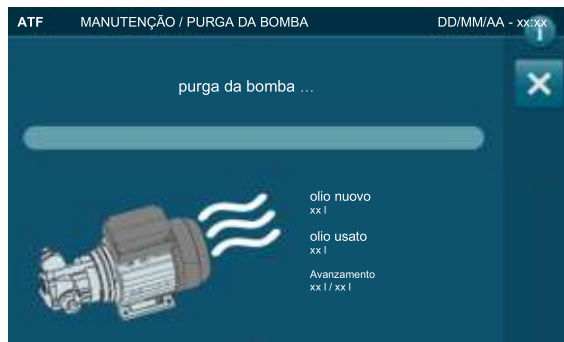 ATF MANUTENÇÃO / PURGA DA BOMBA DD/MM/AA - xx:xx
purga da bomba ...
olio nuovo
xx l
olio usato
xx l
Avanzamento
xx l / xx l